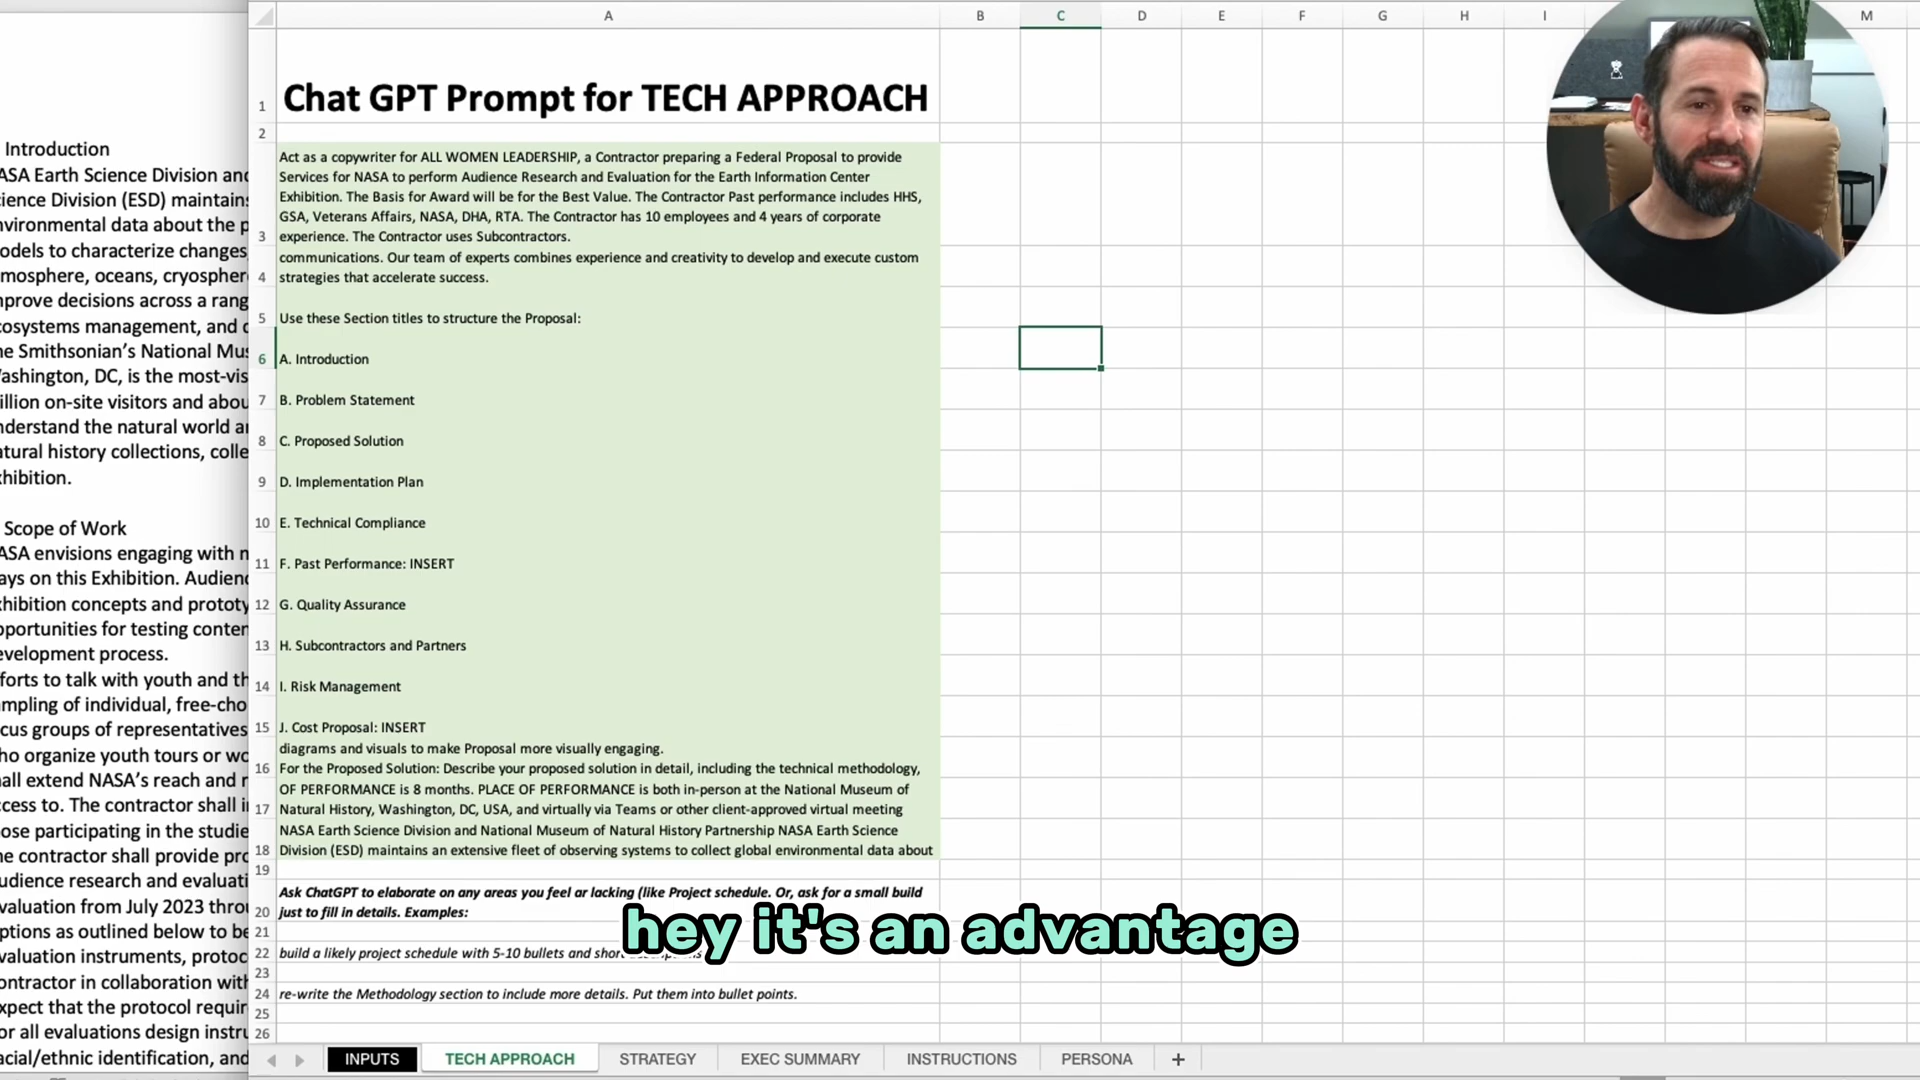 Introduction
ASA Earth Science Division and
cience Division (ESD) maintains
nvironmental data about the p
odels to characterize changes,
mosphere, oceans, cryospher
nprove decisions across a rang
cosystems management, and c
he Smithsonian's National Mus
ashington, DC, is the most-vis
illion on-site visitors and abou
nderstand the natural world an
atural history collections, colle
xhibition.
Scope of Work
ASA envisions engaging with n
ays on this Exhibition. Audienc
xhibition concepts and prototy
pportunities for testing conten
evelopment process.
forts to talk with youth and th
mpling of individual, free-cho
cus groups of representatives
ho organize youth tours or wo
all extend NASA's reach and n
ccess to. The contractor shall in
ose participating in the studie
he contractor shall provide pro
udience research and evaluati
valuation from July 2023 thro
ptions as outlined below to be
valuation instruments, protoc
ontractor in collaboration with
xpect that the protocol requir
or all evaluations design instru
acial/ethnic identification, and
A B C D E F G H I M
1 Chat GPT Prompt for TECH APPROACH
2
Act as a copywriter for ALL WOMEN LEADERSHIP, a Contractor preparing a Federal Proposal to provide
Services for NASA to perform Audience Research and Evaluation for the Earth Information Center
Exhibition. The Basis for Award will be for the Best Value. The Contractor Past performance includes HHS,
GSA, Veterans Affairs, NASA, DHA, RTA. The Contractor has 10 employees and 4 years of corporate
3 experience. The Contractor uses Subcontractors.
communications. Our team of experts combines experience and creativity to develop and execute custom
4 strategies that accelerate success.
5 Use these Section titles to structure the Proposal:
6 A. Introduction
7 B. Problem Statement
8 C. Proposed Solution
9 D. Implementation Plan
10 E. Technical Compliance
11 F. Past Performance: INSERT
12 G. Quality Assurance
13 H. Subcontractors and Partners
14 I. Risk Management
15 J. Cost Proposal: INSERT
diagrams and visuals to make Proposal more visually engaging.
16 For the Proposed Solution: Describe your proposed solution in detail, including the technical methodology,
OF PERFORMANCE is 8 months. PLACE OF PERFORMANCE is both in-person at the National Museum of
17 Natural History, Washington, DC, USA, and virtually via Teams or other client-approved virtual meeting
NASA Earth Science Division and National Museum of Natural History Partnership NASA Earth Science
18 Division (ESD) maintains an extensive fleet of observing systems to collect global environmental data about
19
Ask ChatGPT to elaborate on any areas you feel ar lacking (like Project schedule. Or, ask for a small build
20 just to fill in details. Examples:
hey it's an advantage
21
22 build a likely project schedule with 5-10 bullets and short
23
24 re-write the Methodology section to include more details. Put them into bullet points.
25
26
INPUTS TECH APPROACH STRATEGY EXEC SUMMARY INSTRUCTIONS PERSONA +